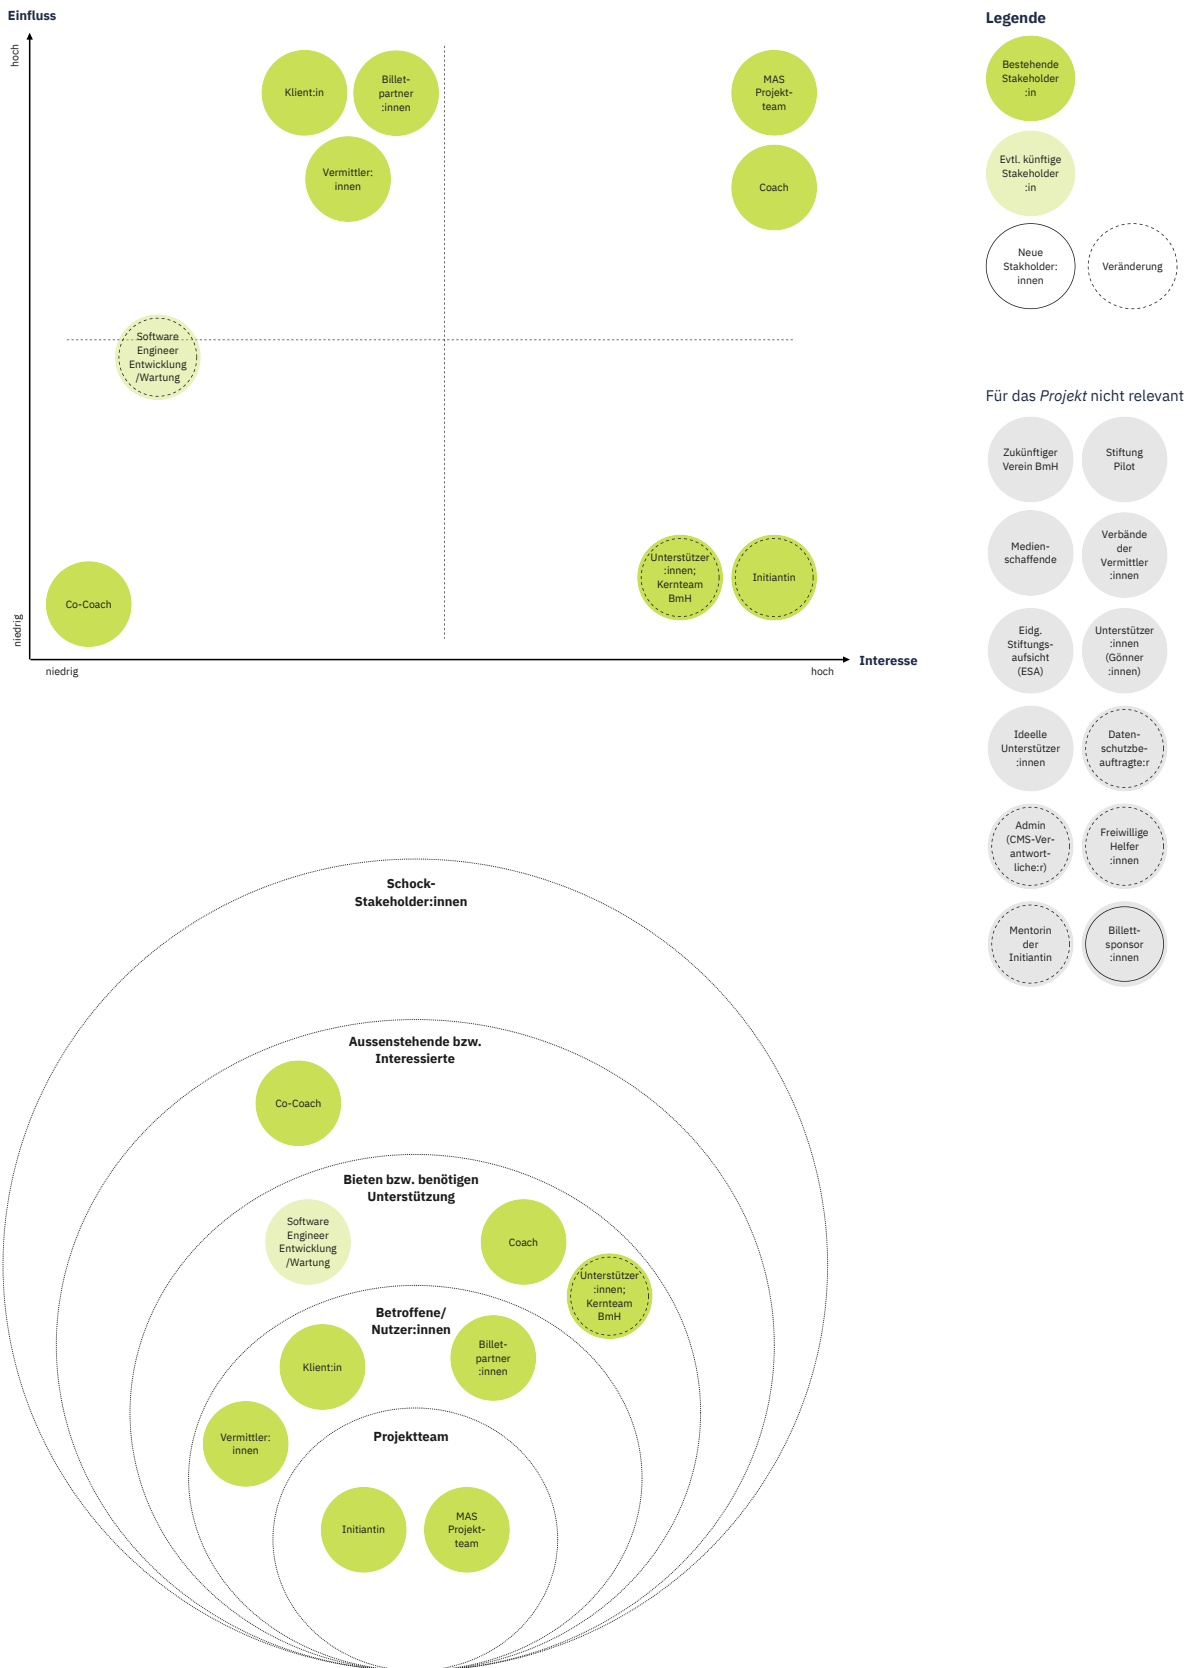 Einfluss
hoch
Klient:in
Billet-
partner
:innen
MAS
Projekt-
team
Vermittler:
innen
Coach
Software
Engineer
Entwicklung
/Wartung
Unterstützer
:innen;
Kernteam
BmH
Initiantin
Co-Coach
niedrig
niedrig
hoch
Interesse
Legende
Bestehende
Stakeholder
:in
Evtl. künftige
Stakeholder
:in
Neue
Stakholder:
innen
Veränderung
Für das Projekt nicht relevant
Zukünftiger
Verein BmH
Stiftung
Pilot
Medien-
schaffende
Verbände
der
Vermittler
:innen
Eidg.
Stiftungs-
aufsicht
(ESA)
Unterstützer
:innen
(Gönner
:innen)
Ideelle
Unterstützer
:innen
Daten-
schutzbe-
auftragte:r
Admin
(CMS-Ver-
antwort-
liche:r)
Freiwillige
Helfer
:innen
Mentorin
der
Initiantin
Billett-
sponsor
:innen
Schock-
Stakeholder:innen
Aussenstehende bzw.
Interessierte
Co-Coach
Bieten bzw. benötigen
Unterstützung
Software
Engineer
Entwicklung
/Wartung
Coach
Unterstützer
:innen;
Kernteam
BmH
Betroffene/
Nutzer:innen
Klient:in
Billet-
partner
:innen
Vermittler:
innen
Projektteam
Initiantin
MAS
Projekt-
team